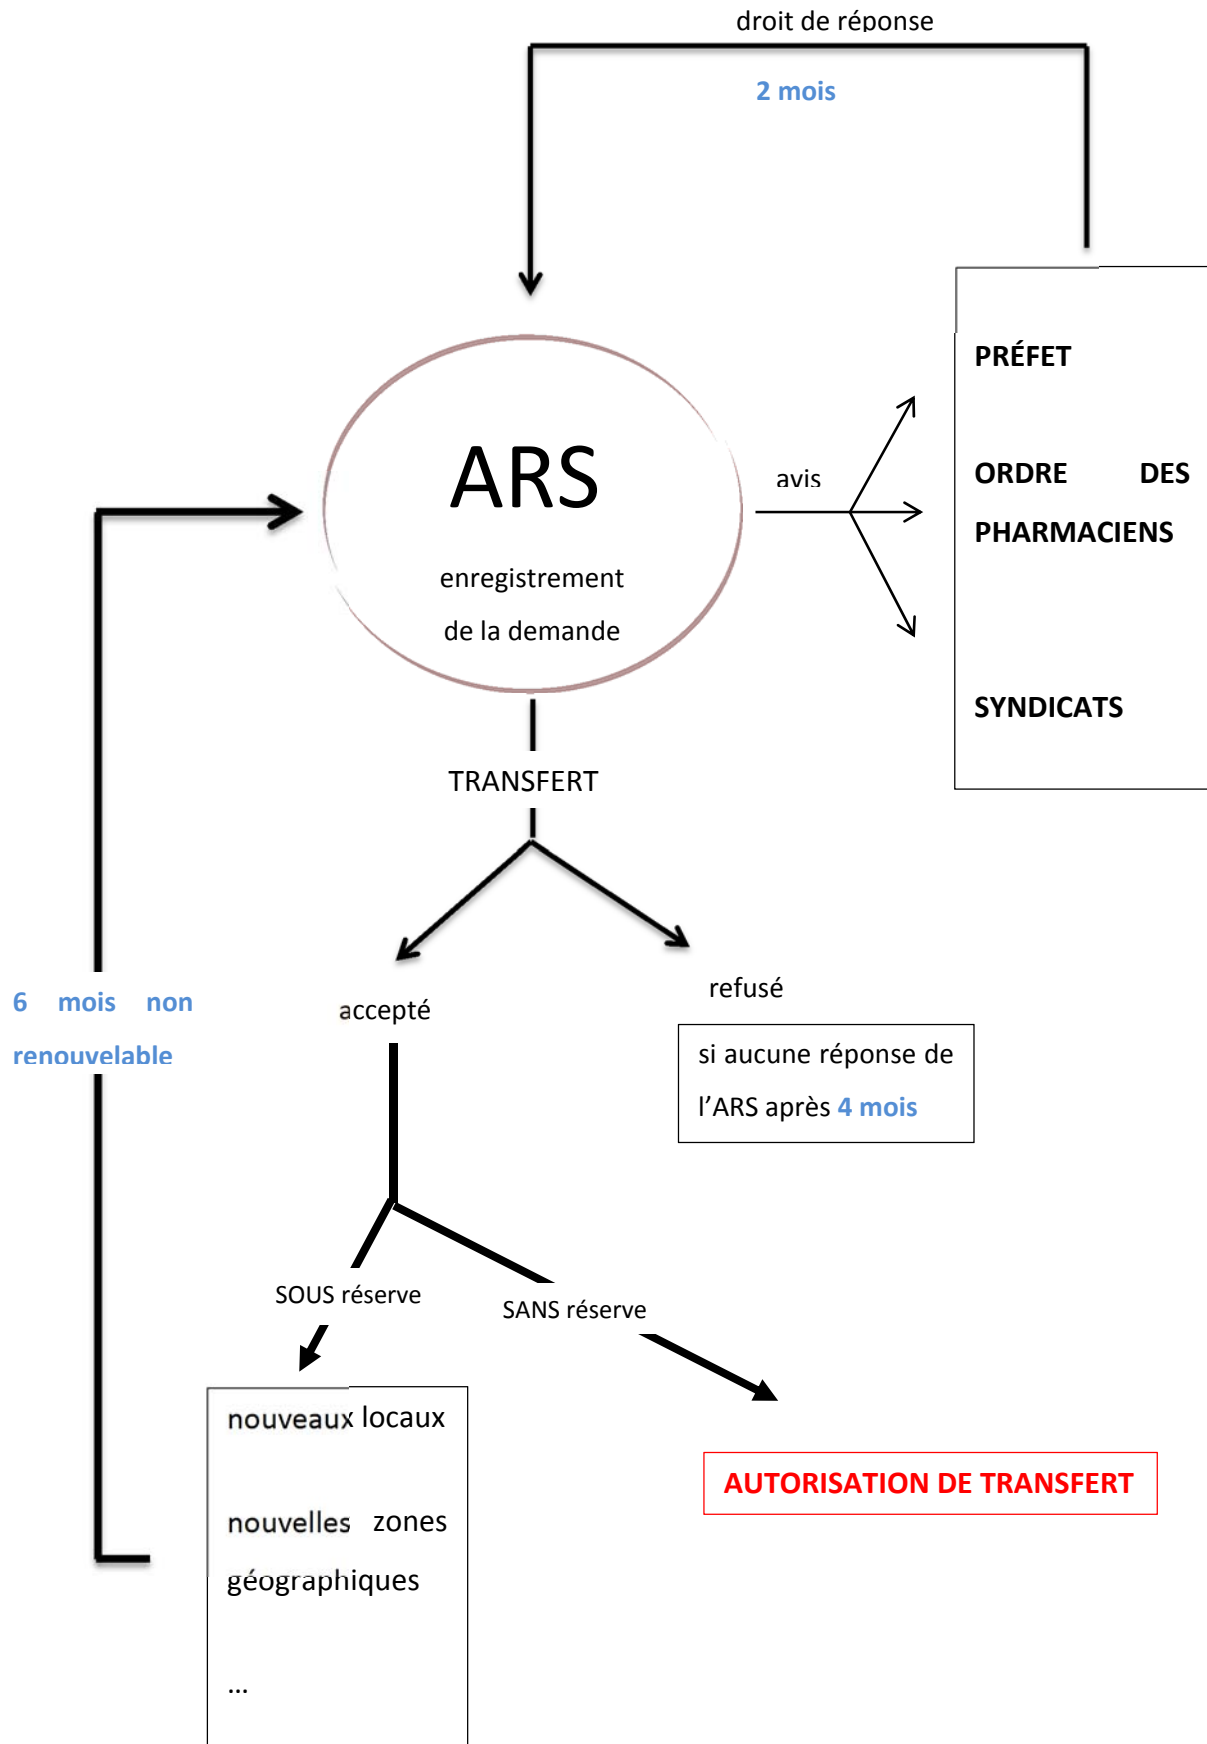 droit de réponse
2 mois
PRÉFET
ORDRE DES
PHARMACIENS
SYNDICATS
avis
ARS
enregistrement
de la demande
TRANSFERT
6 mois non
renouvelable
accepté
refusé
si aucune réponse de
l'ARS après 4 mois
SOUS réserve
SANS réserve
nouveaux locaux
nouvelles zones
géographiques
...
AUTORISATION DE TRANSFERT